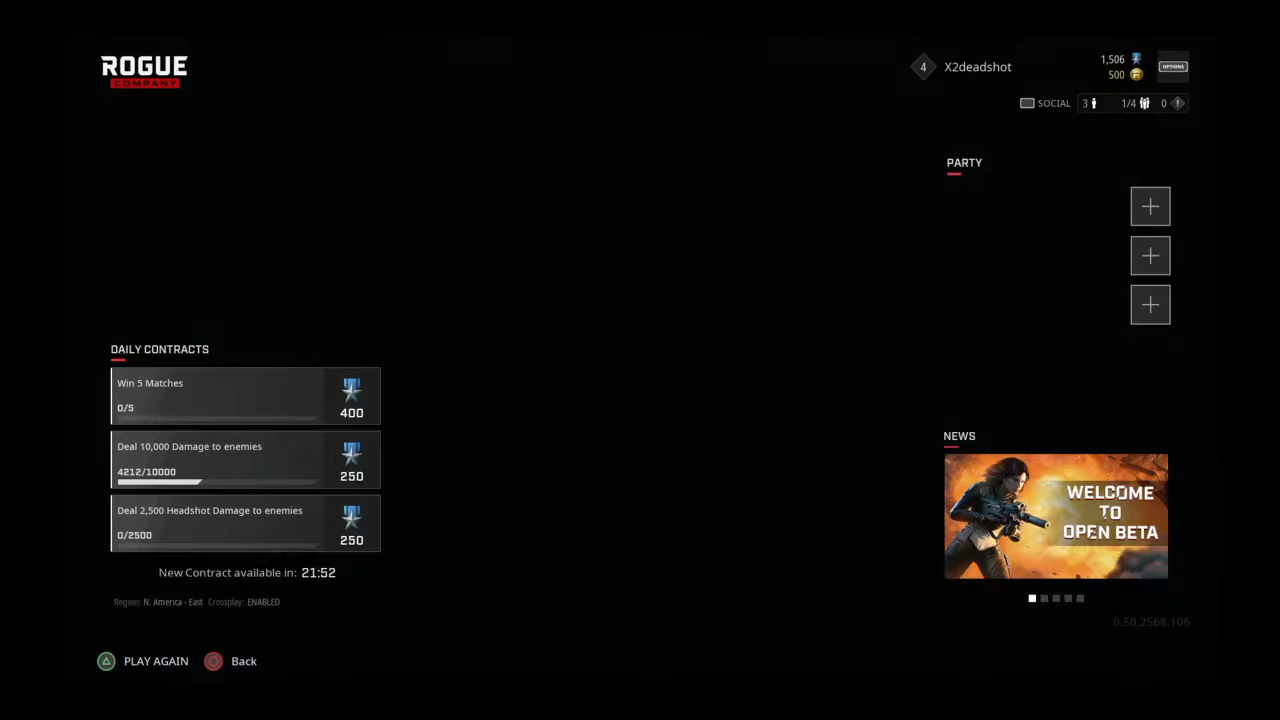 ROGUE
COMPANY
4
X2deadshot
1,506
500
OPTIONS
SOCIAL
3
1/4
0
!
PARTY
DAILY CONTRACTS
Win 5 Matches
0/5
400
Deal 10,000 Damage to enemies
4212/10000
250
Deal 2,500 Headshot Damage to enemies
0/2500
250
New Contract available in: 21:52
Region: N. America - East Crossplay: ENABLED
NEWS
WELCOME
TO
OPEN BETA
0.50.2568.106
PLAY AGAIN
Back